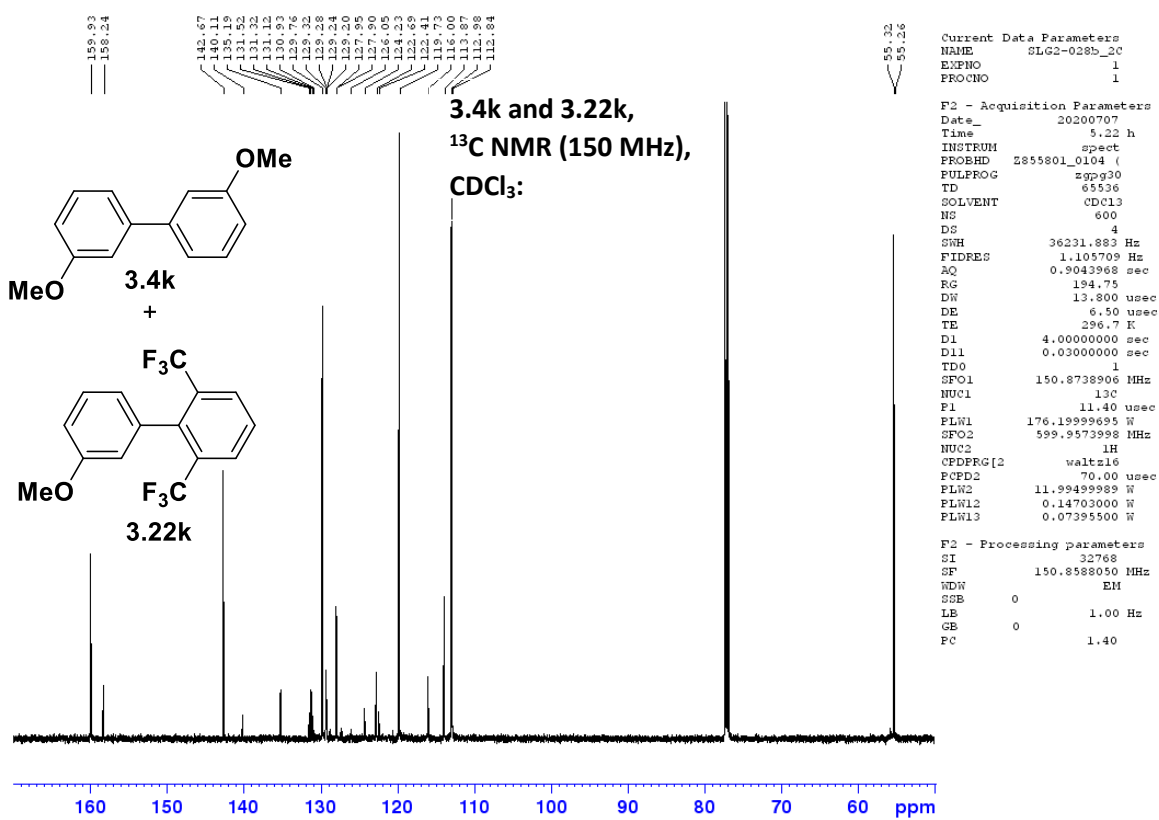 159.93
158.24
142.67
140.11
135.19
131.52
131.32
131.12
130.93
129.76
129.32
129.28
129.24
129.20
127.95
127.90
126.05
124.23
122.69
122.41
119.73
116.00
113.87
112.98
112.84
55.32
55.26
3.4k and 3.22k,
¹³C NMR (150 MHz),
CDCl₃:
OMe
MeO
3.4k
+
F₃C
MeO
F₃C
3.22k
160 150 140 130 120 110 100 90 80 70 60 ppm
Current Data Parameters
NAME SLG2-028b_2C
EXPNO 1
PROCNO 1
F2 - Acquisition Parameters
Date_ 20200707
Time 5.22 h
INSTRUM spect
PROBHD Z855801_0104 (
PULPROG zgpg30
TD 65536
SOLVENT CDCl3
NS 600
DS 4
SWH 36231.883 Hz
FIDRES 1.105709 Hz
AQ 0.9043968 sec
RG 194.75
DW 13.800 usec
DE 6.50 usec
TE 296.7 K
D1 4.00000000 sec
D11 0.03000000 sec
TD0 1
SFO1 150.8738906 MHz
NUC1 13C
P1 11.40 usec
PLW1 176.19999695 W
SFO2 599.9573998 MHz
NUC2 1H
CPDPRG[2 waltz16
PCPD2 70.00 usec
PLW2 11.99499989 W
PLW12 0.14703000 W
PLW13 0.07395500 W
F2 - Processing parameters
SI 32768
SF 150.8588050 MHz
WDW EM
SSB 0
LB 1.00 Hz
GB 0
PC 1.40